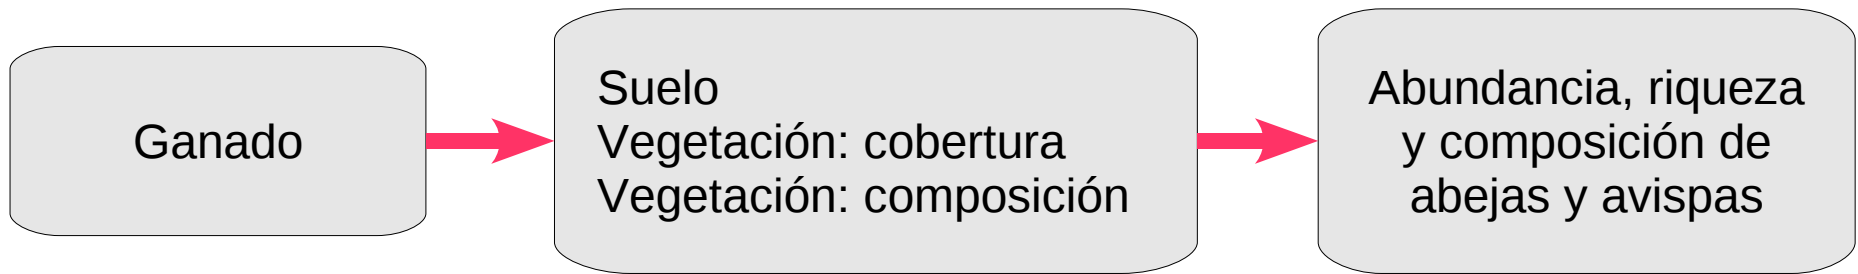 Ganado
Suelo
Vegetación: cobertura
Vegetación: composición
Abundancia, riqueza
y composición de
abejas y avispas